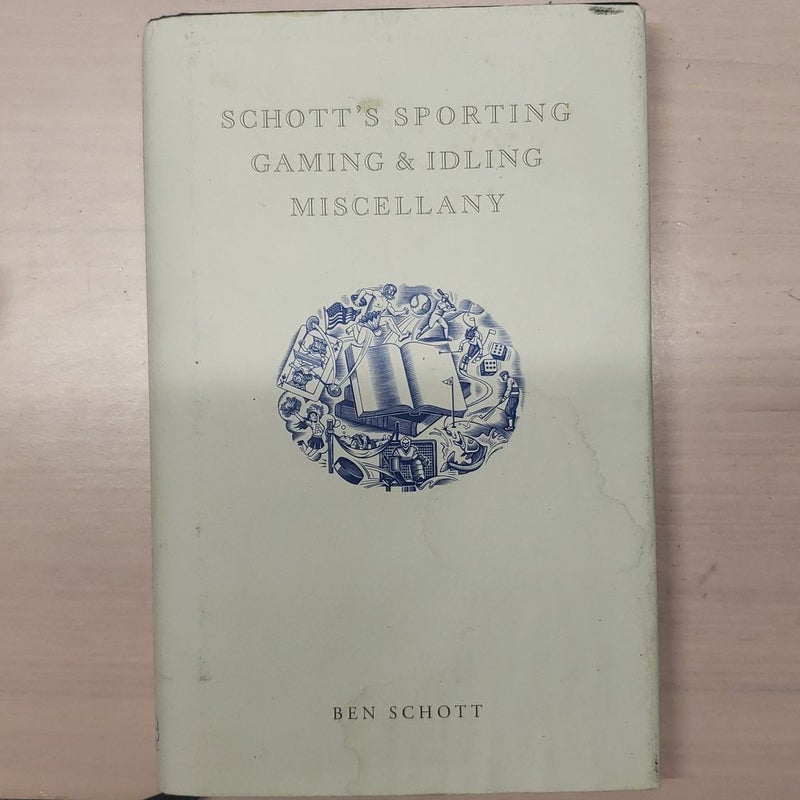 SCHOTT'S SPORTING
GAMING & IDLING
MISCELLANY
BEN SCHOTT